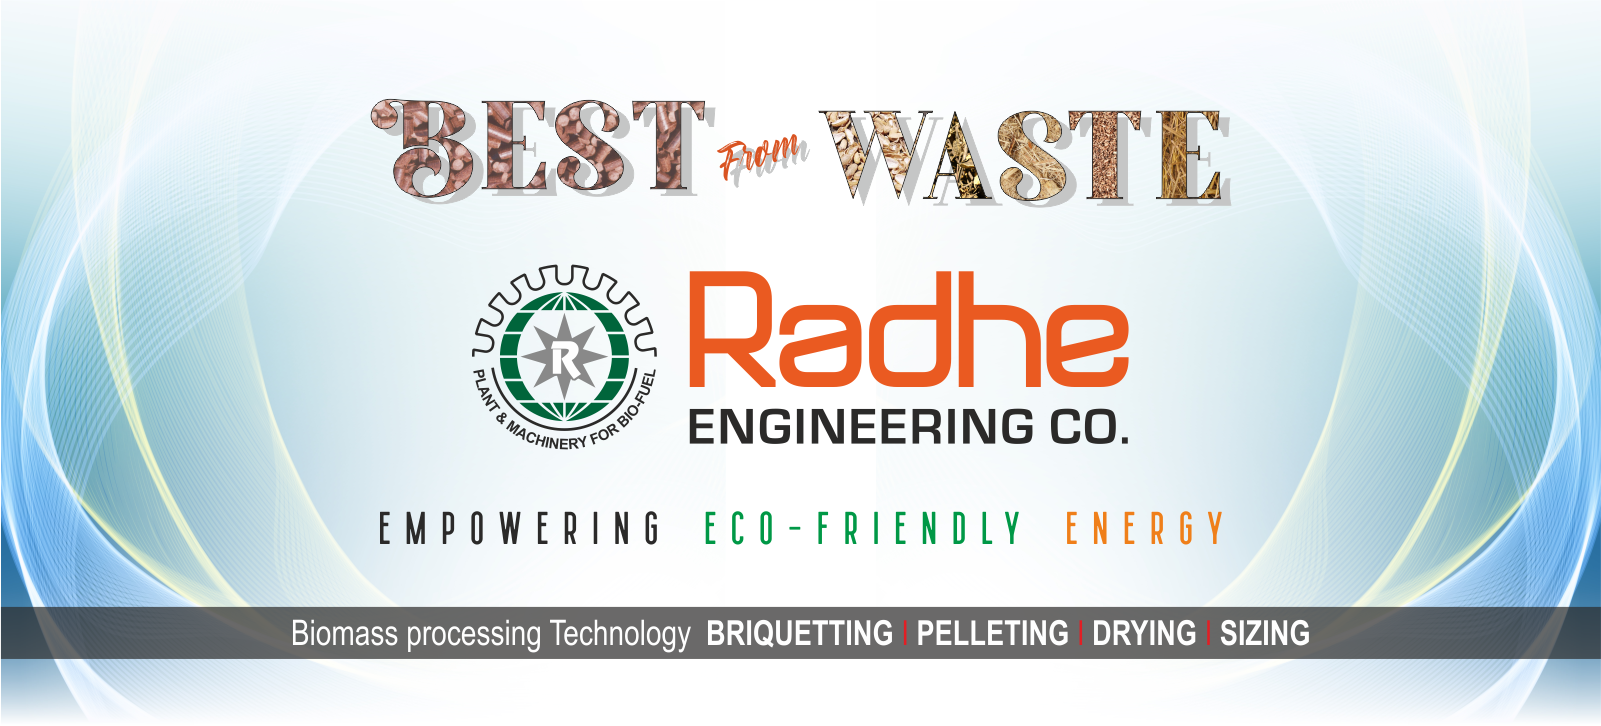 BEST From WASTE
R
PLANT & MACHINERY FOR BIO-FUEL
Radhe
ENGINEERING CO.
EMPOWERING ECO-FRIENDLY ENERGY
Biomass processing Technology BRIQUETTING | PELLETING | DRYING | SIZING